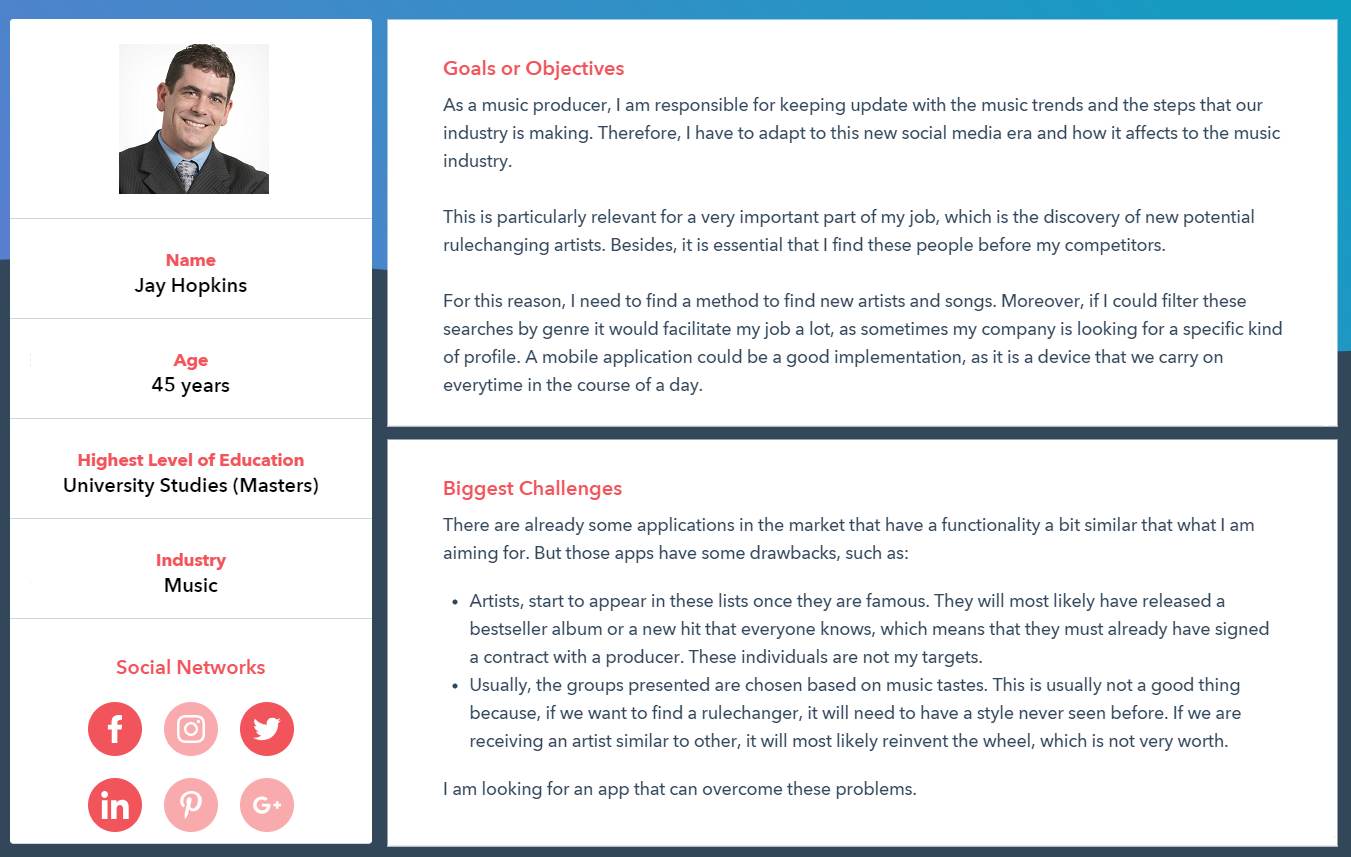 Name
Jay Hopkins
Age
45 years
Highest Level of Education
University Studies (Masters)
Industry
Music
Social Networks
f
in
G+
Goals or Objectives
As a music producer, I am responsible for keeping update with the music trends and the steps that our
industry is making. Therefore, I have to adapt to this new social media era and how it affects to the music
industry.
This is particularly relevant for a very important part of my job, which is the discovery of new potential
rulechanging artists. Besides, it is essential that I find these people before my competitors.
For this reason, I need to find a method to find new artists and songs. Moreover, if I could filter these
searches by genre it would facilitate my job a lot, as sometimes my company is looking for a specific kind
of profile. A mobile application could be a good implementation, as it is a device that we carry on
everytime in the course of a day.
Biggest Challenges
There are already some applications in the market that have a functionality a bit similar that what I am
aiming for. But those apps have some drawbacks, such as:
• Artists, start to appear in these lists once they are famous. They will most likely have released a
bestseller album or a new hit that everyone knows, which means that they must already have signed
a contract with a producer. These individuals are not my targets.
• Usually, the groups presented are chosen based on music tastes. This is usually not a good thing
because, if we want to find a rulechanger, it will need to have a style never seen before. If we are
receiving an artist similar to other, it will most likely reinvent the wheel, which is not very worth.
I am looking for an app that can overcome these problems.